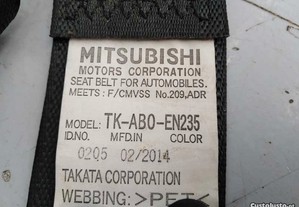 MITSUBISHI
MOTORS CORPORATION
SEAT BELT FOR AUTOMOBILES.
MEETS: F/CMVSS No.209,ADR
MODEL: TK-AB0-EN235
ID.NO. MFD.IN COLOR
0205 02/2014
TAKATA CORPORATION
WEBBING: >PET<